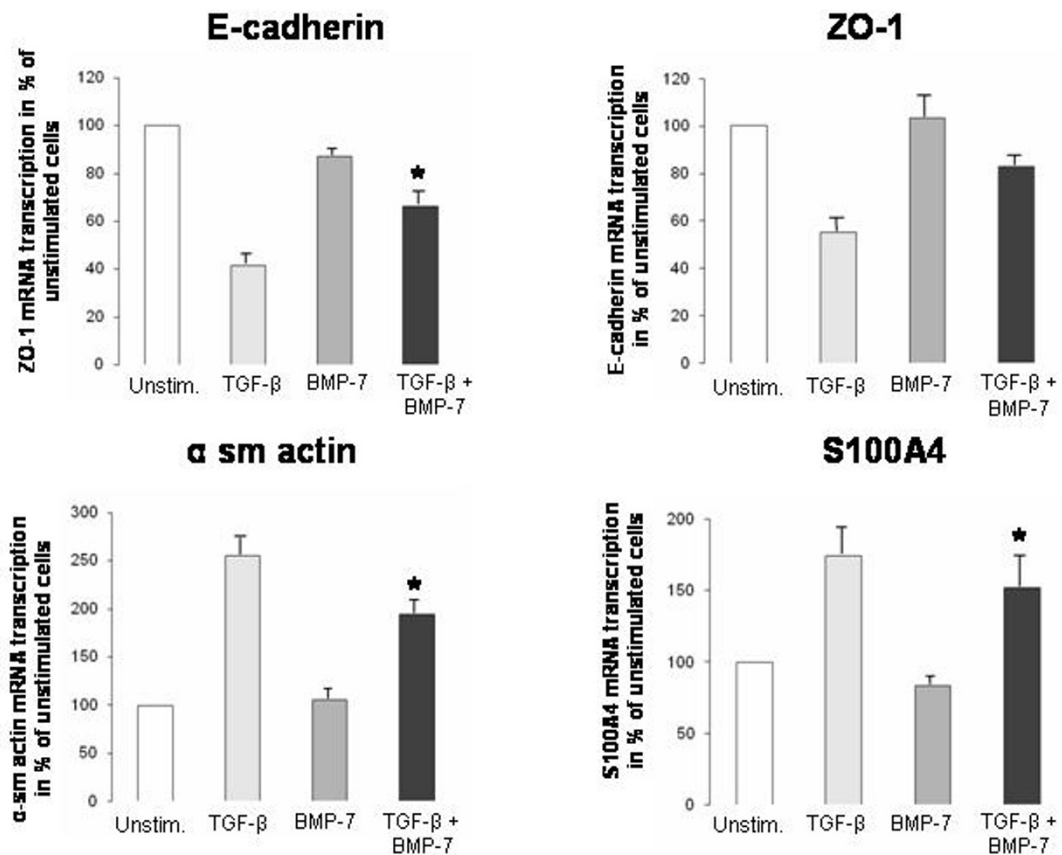 E-cadherin
ZO-1 mRNA transcription in % of
unstimulated cells
120
100
80
60
40
20
0
★
Unstim.
TGF-β
BMP-7
TGF-β +
BMP-7
ZO-1
E-cadherin mRNA transcription
in % of unstimulated cells
120
100
80
60
40
20
0
Unstim.
TGF-β
BMP-7
TGF-β +
BMP-7
α sm actin
α-sm actin mRNA transcription
in % of unstimulated cells
300
250
200
150
100
50
0
★
Unstim.
TGF-β
BMP-7
TGF-β +
BMP-7
S100A4
S100A4 mRNA transcription
in % of unstimulated cells
200
150
100
50
0
★
Unstim.
TGF-β
BMP-7
TGF-β +
BMP-7